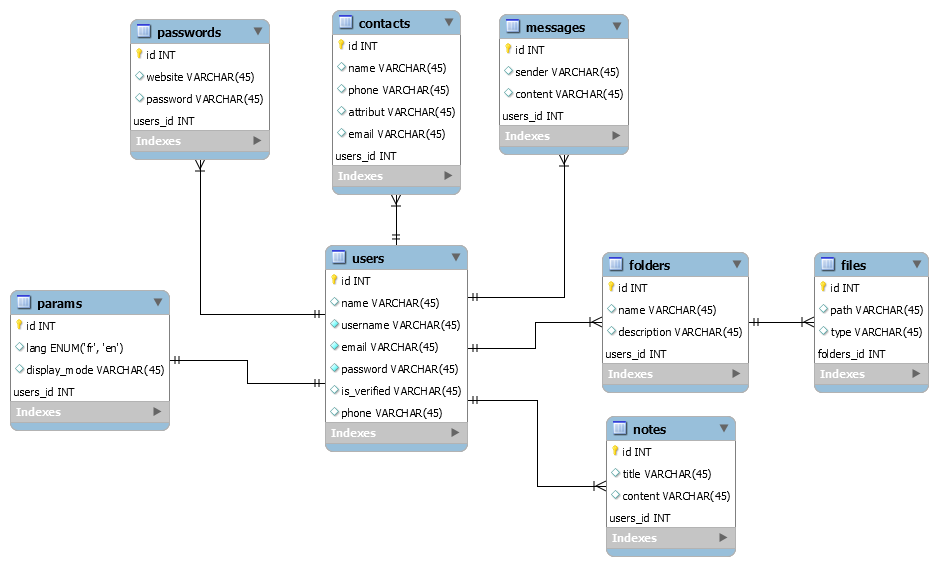 passwords
id INT
website VARCHAR(45)
password VARCHAR(45)
users_id INT
Indexes
contacts
id INT
name VARCHAR(45)
phone VARCHAR(45)
attribut VARCHAR(45)
email VARCHAR(45)
users_id INT
Indexes
messages
id INT
sender VARCHAR(45)
content VARCHAR(45)
users_id INT
Indexes
params
id INT
lang ENUM('fr', 'en')
display_mode VARCHAR(45)
users_id INT
Indexes
users
id INT
name VARCHAR(45)
username VARCHAR(45)
email VARCHAR(45)
password VARCHAR(45)
is_verified VARCHAR(45)
phone VARCHAR(45)
Indexes
folders
id INT
name VARCHAR(45)
description VARCHAR(45)
users_id INT
Indexes
files
id INT
path VARCHAR(45)
type VARCHAR(45)
folders_id INT
Indexes
notes
id INT
title VARCHAR(45)
content VARCHAR(45)
users_id INT
Indexes